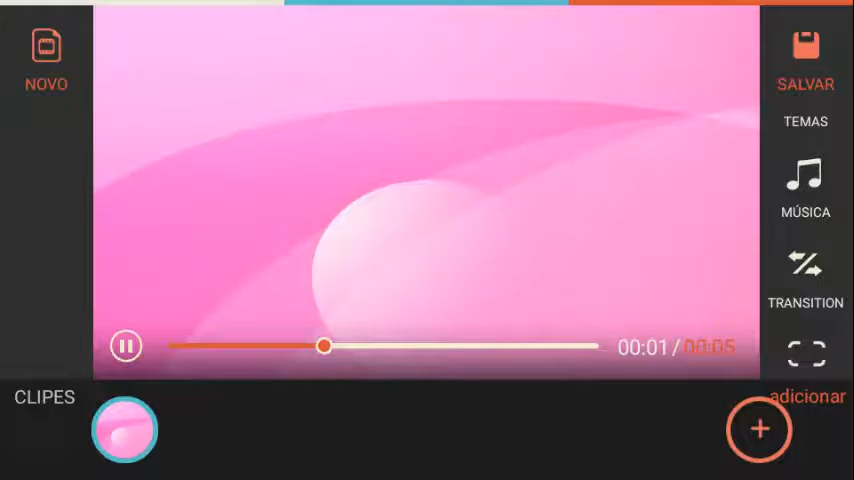 NOVO
SALVAR
TEMAS
MÚSICA
TRANSITION
00:01/00:05
CLIPES
adicionar